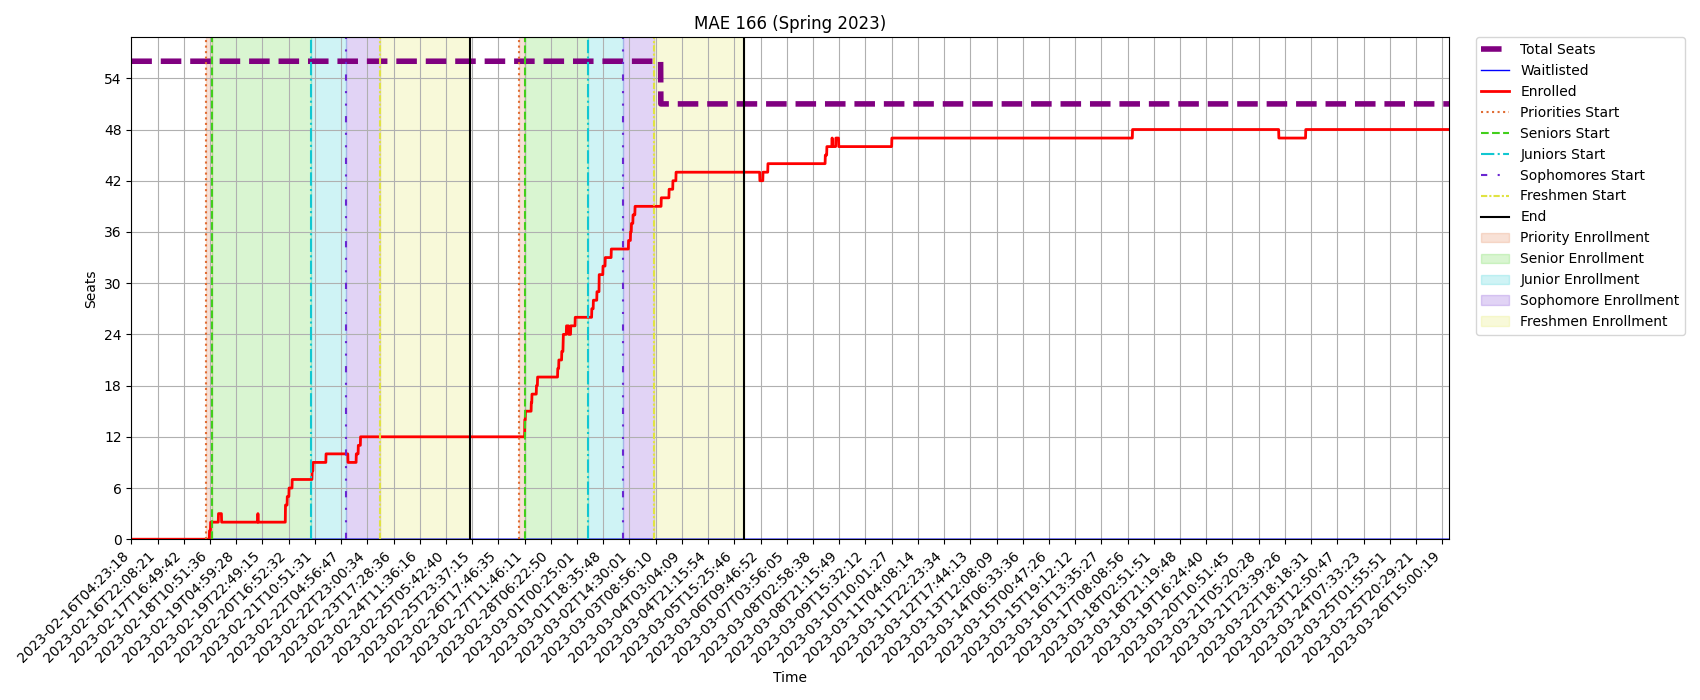 MAE 166 (Spring 2023)
Seats
54
48
42
36
30
24
18
12
6
0
2023-02-16T04:23:18
2023-02-16T22:08:21
2023-02-17T16:49:42
2023-02-18T10:51:36
2023-02-19T04:59:28
2023-02-19T22:49:15
2023-02-20T16:52:32
2023-02-21T10:51:31
2023-02-22T04:56:47
2023-02-22T23:00:34
2023-02-23T17:28:36
2023-02-24T11:36:16
2023-02-25T05:42:40
2023-02-25T23:37:15
2023-02-26T17:46:35
2023-02-27T11:46:11
2023-02-28T06:22:50
2023-03-01T00:25:01
2023-03-01T18:35:48
2023-03-02T14:30:01
2023-03-03T08:56:10
2023-03-04T03:04:09
2023-03-04T21:15:54
2023-03-05T15:25:46
2023-03-06T09:46:52
2023-03-07T03:56:05
2023-03-08T02:58:38
2023-03-08T21:15:49
2023-03-09T15:32:12
2023-03-10T10:01:27
2023-03-11T04:08:14
2023-03-11T22:23:34
2023-03-12T17:44:13
2023-03-13T12:08:09
2023-03-14T06:33:36
2023-03-15T00:47:26
2023-03-15T19:12:12
2023-03-16T13:35:27
2023-03-17T08:08:56
2023-03-18T02:51:51
2023-03-18T21:19:48
2023-03-19T16:24:40
2023-03-20T10:51:45
2023-03-21T05:20:28
2023-03-21T23:39:26
2023-03-22T18:18:31
2023-03-23T12:50:47
2023-03-24T07:33:23
2023-03-25T01:55:51
2023-03-25T20:29:21
2023-03-26T15:00:19
Time
Total Seats
Waitlisted
Enrolled
Priorities Start
Seniors Start
Juniors Start
Sophomores Start
Freshmen Start
End
Priority Enrollment
Senior Enrollment
Junior Enrollment
Sophomore Enrollment
Freshmen Enrollment